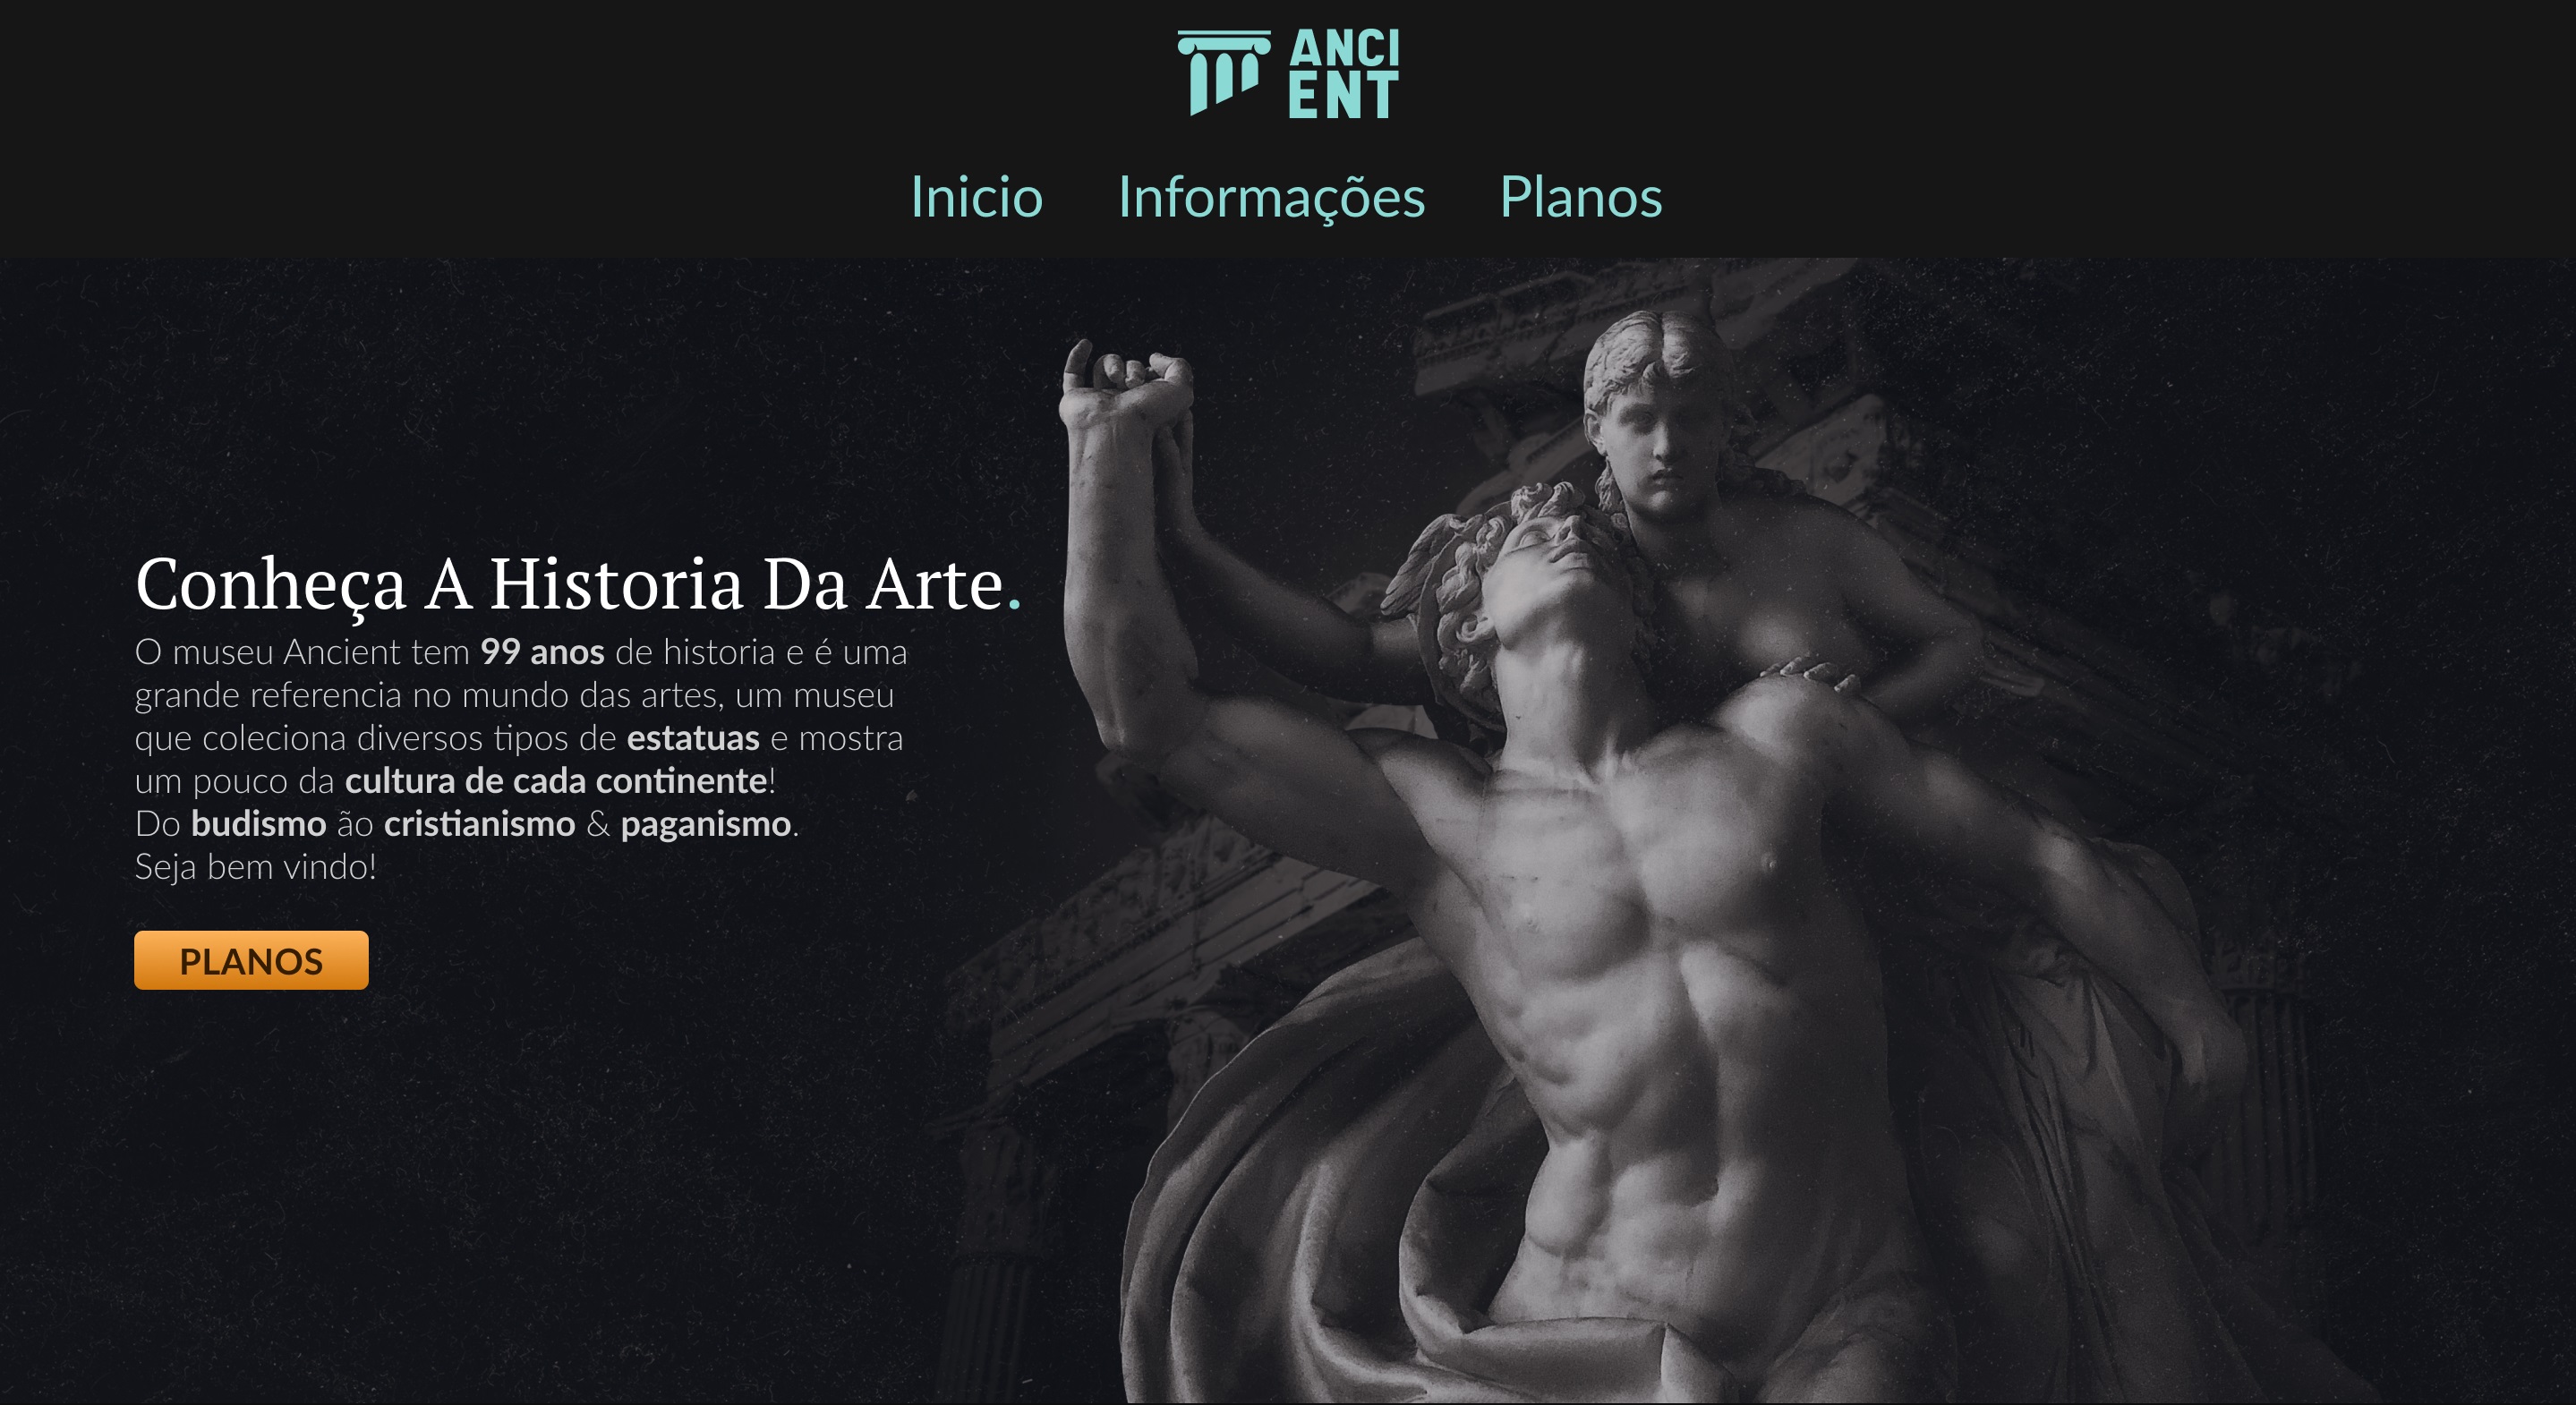 ANCI
ENT
Inicio Informações Planos
Conheça A Historia Da Arte.
O museu Ancient tem 99 anos de historia e é uma
grande referencia no mundo das artes, um museu
que coleciona diversos tipos de estatuas e mostra
um pouco da cultura de cada continente!
Do budismo ão cristianismo & paganismo.
Seja bem vindo!
PLANOS